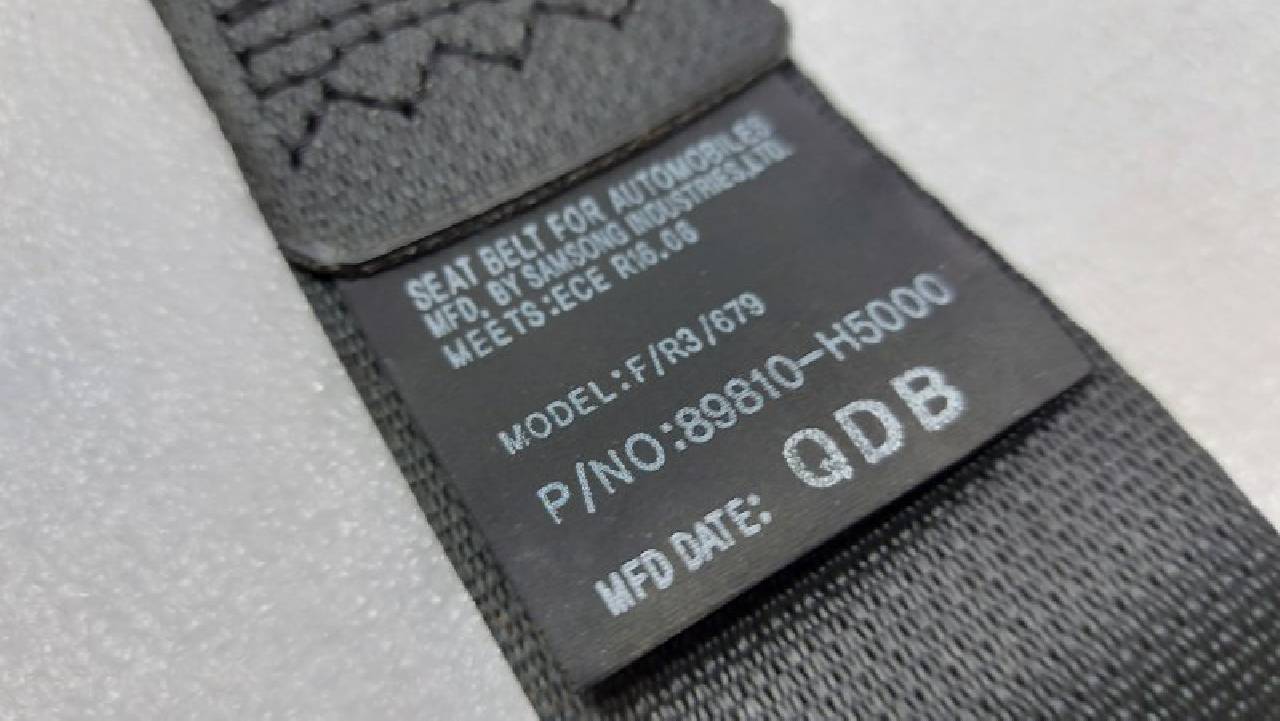 SEAT BELT FOR AUTOMOBILES
MFD. BY SAMSONG INDUSTRIES,LTD.
MEETS:ECE R16.06
MODEL:F/R3/679
P/NO:89810-H5000
MFD DATE: QDB